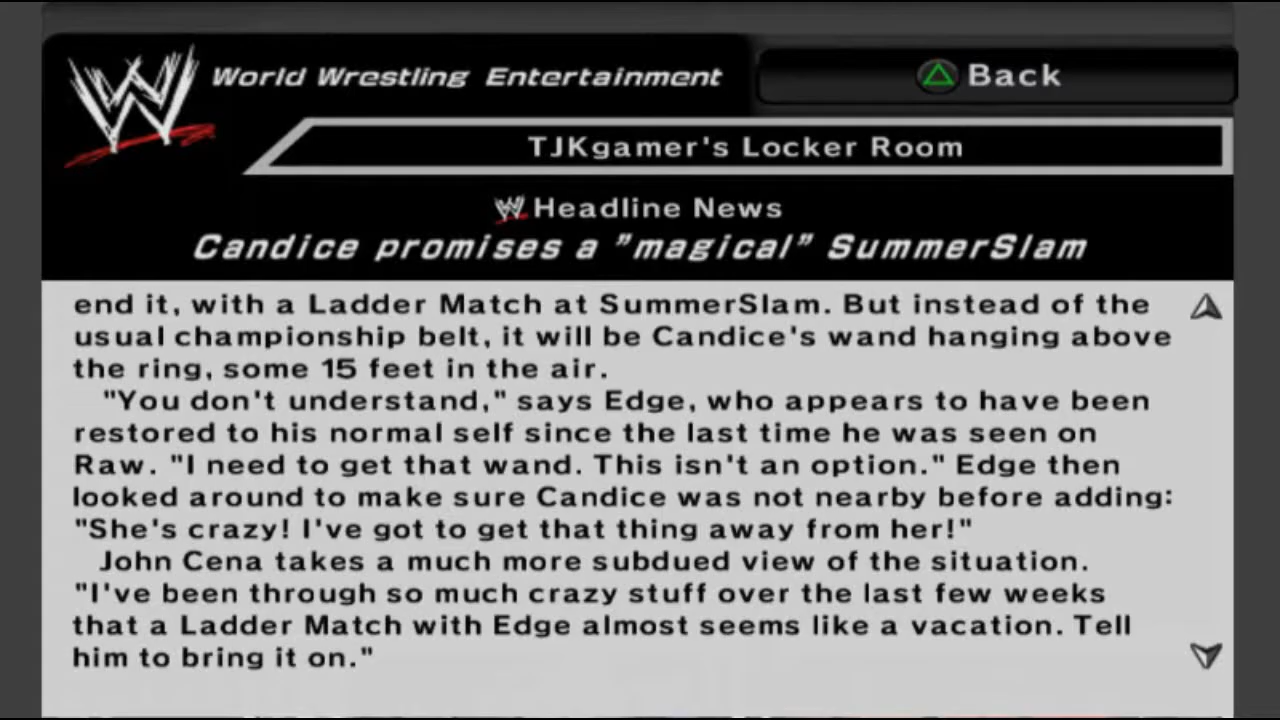 World Wrestling Entertainment
Back
TJKgamer's Locker Room
W Headline News
Candice promises a "magical" SummerSlam
end it, with a Ladder Match at SummerSlam. But instead of the
usual championship belt, it will be Candice's wand hanging above
the ring, some 15 feet in the air.
"You don't understand," says Edge, who appears to have been
restored to his normal self since the last time he was seen on
Raw. "I need to get that wand. This isn't an option." Edge then
looked around to make sure Candice was not nearby before adding:
"She's crazy! I've got to get that thing away from her!"
John Cena takes a much more subdued view of the situation.
"I've been through so much crazy stuff over the last few weeks
that a Ladder Match with Edge almost seems like a vacation. Tell
him to bring it on."